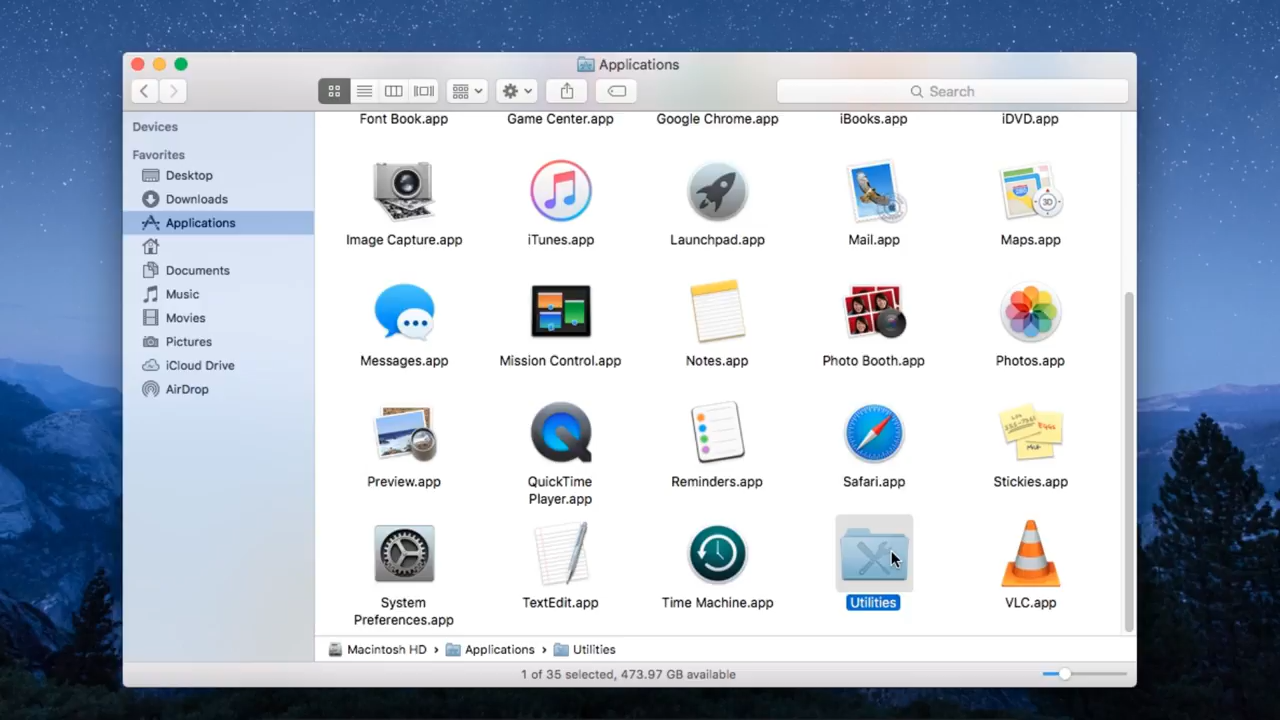 Applications
Search
Devices
Favorites
Desktop
Downloads
Applications
Documents
Music
Movies
Pictures
iCloud Drive
AirDrop
Font Book.app
Game Center.app
Google Chrome.app
iBooks.app
iDVD.app
Image Capture.app
iTunes.app
Launchpad.app
Mail.app
Maps.app
Messages.app
Mission Control.app
Notes.app
Photo Booth.app
Photos.app
Preview.app
QuickTime
Player.app
Reminders.app
Safari.app
Stickies.app
System
Preferences.app
TextEdit.app
Time Machine.app
Utilities
VLC.app
Macintosh HD › Applications › Utilities
1 of 35 selected, 473.97 GB available